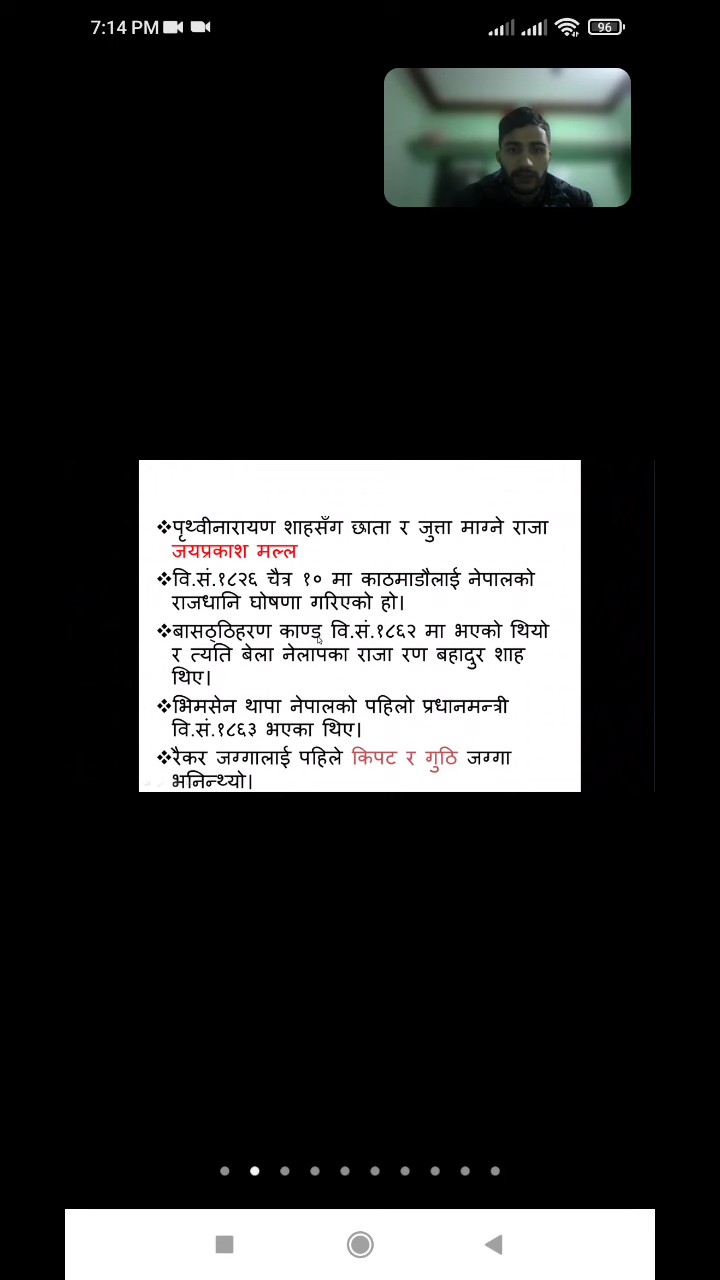 7:14 PM
96
❖पृथ्वीनारायण शाहसँग छाता र जुत्ता माग्ने राजा
जयप्रकाश मल्ल
❖वि.सं.१८२६ चैत्र १० मा काठमाडौलाई नेपालको
राजधानि घोषणा गरिएको हो।
❖बासठ्ठिहरण काण्ड वि.सं.१८६२ मा भएको थियो
र त्यति बेला नेलापका राजा रण बहादुर शाह
थिए।
❖भिमसेन थापा नेपालको पहिलो प्रधानमन्त्री
वि.सं.१८६३ भएका थिए।
❖रैकर जग्गालाई पहिले किपट र गुठि जग्गा
भनिन्थ्यो।